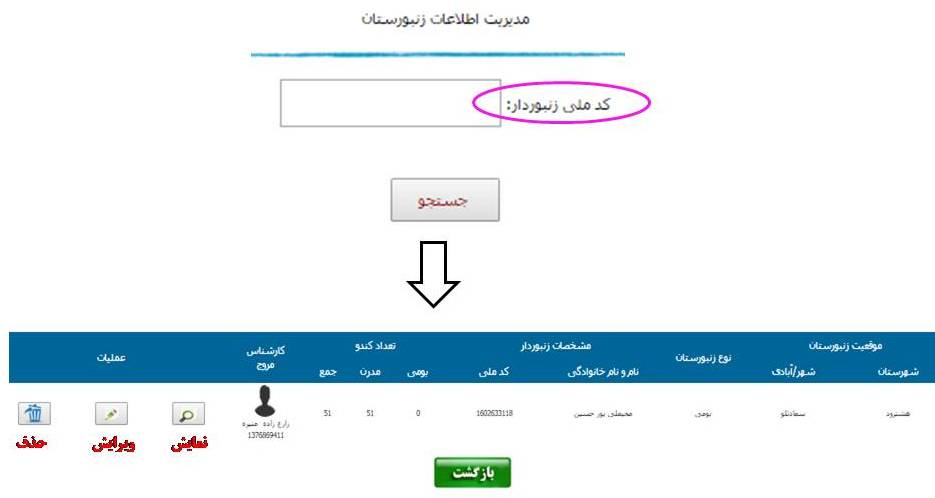 مدیریت اطلاعات زنبورستان
کد ملی زنبوردار:
جستجو
موقعیت زنبورستان نوع زنبورستان مشخصات زنبوردار تعداد کندو کارشناس مروج عملیات
شهرستان شهر/آبادی نام و نام خانوادگی کد ملی بومی مدرن جمع
هشترود سعادتلو بومی محبعلی پور حسین 1602633118 0 51 51
زارع زاده منیره
1376869411
نمایش ویرایش حذف
بازگشت